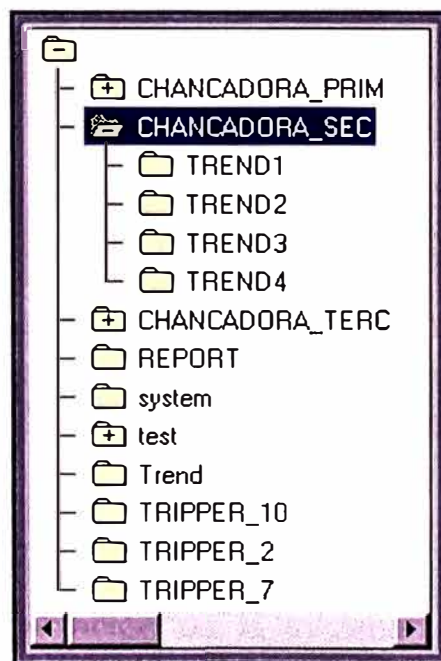 CHANCADORA_PRIM
CHANCADORA_SEC
TREND1
TREND2
TREND3
TREND4
CHANCADORA_TERC
REPORT
system
test
Trend
TRIPPER_10
TRIPPER_2
TRIPPER_7